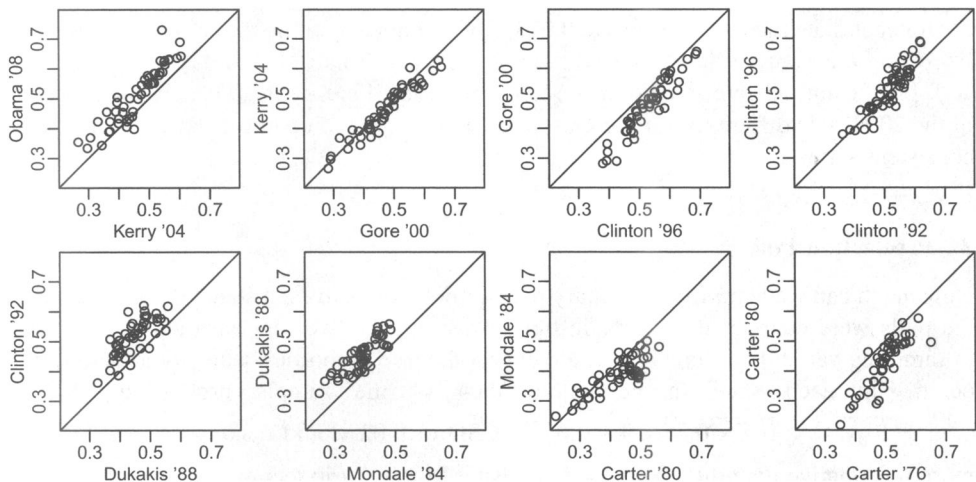 0.7
0.5
0.3
Obama '08
0.3 0.5 0.7
Kerry '04
0.7
0.5
0.3
Kerry '04
0.3 0.5 0.7
Gore '00
0.7
0.5
0.3
Gore '00
0.3 0.5 0.7
Clinton '96
0.7
0.5
0.3
Clinton '96
0.3 0.5 0.7
Clinton '92
0.7
0.5
0.3
Clinton '92
0.3 0.5 0.7
Dukakis '88
0.7
0.5
0.3
Dukakis '88
0.3 0.5 0.7
Mondale '84
0.7
0.5
0.3
Mondale '84
0.3 0.5 0.7
Carter '80
0.7
0.5
0.3
Carter '80
0.3 0.5 0.7
Carter '76